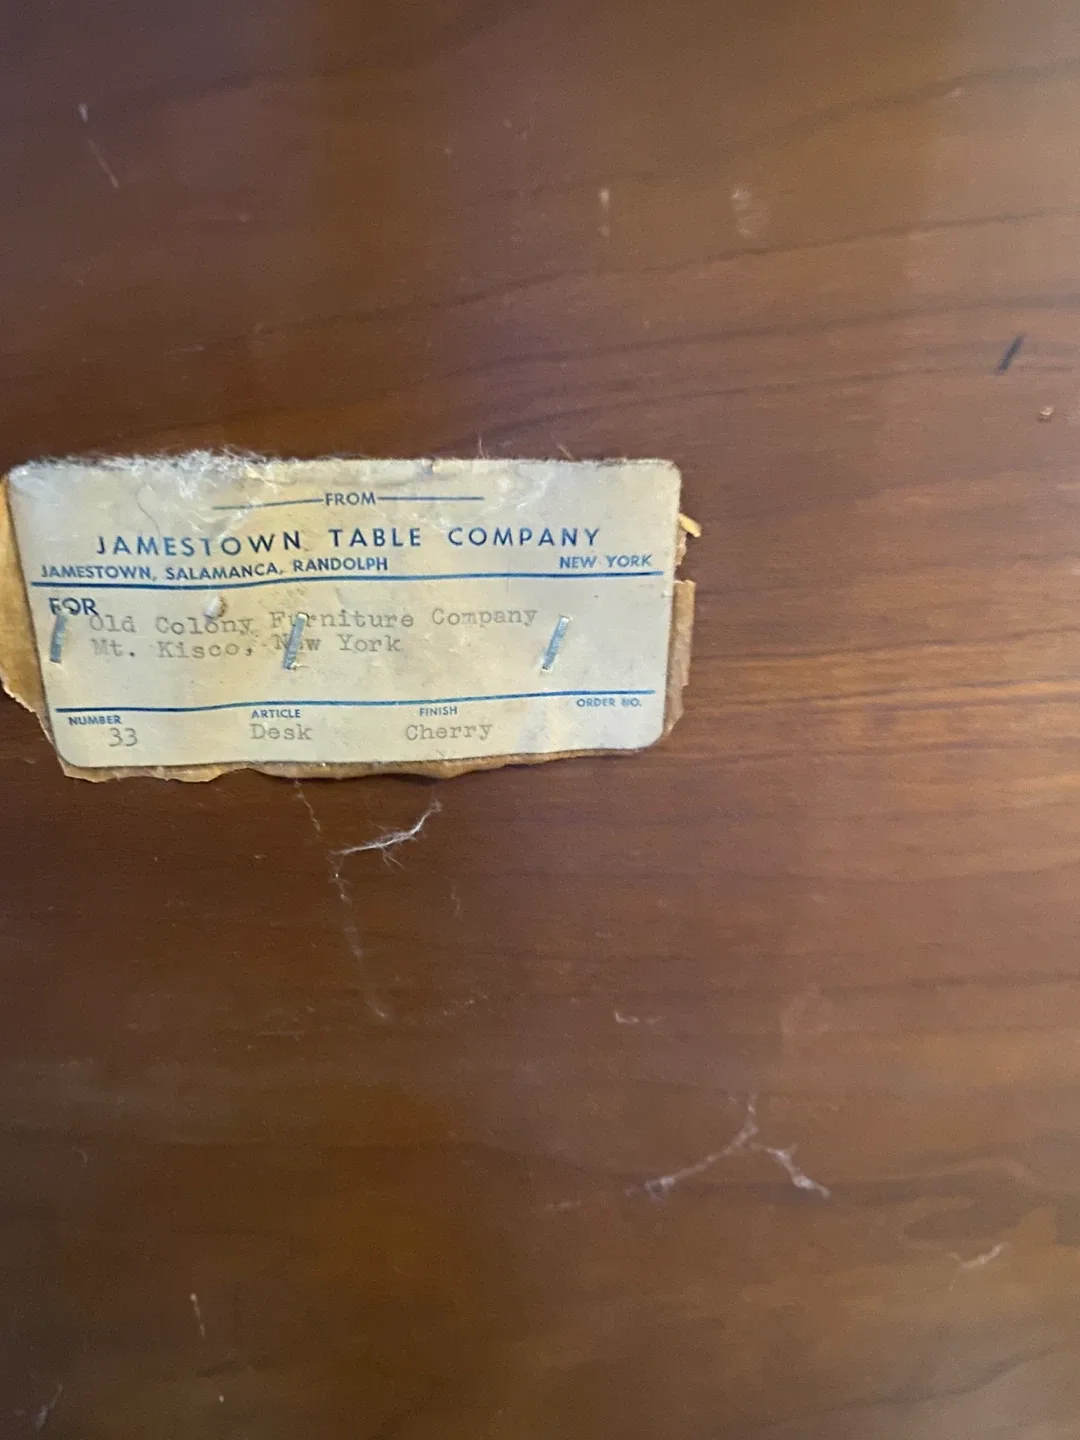 FROM
JAMESTOWN TABLE COMPANY
JAMESTOWN, SALAMANCA, RANDOLPH NEW YORK
FOR
Old Colony Furniture Company
Mt. Kisco, New York
NUMBER ARTICLE FINISH ORDER NO.
33 Desk Cherry